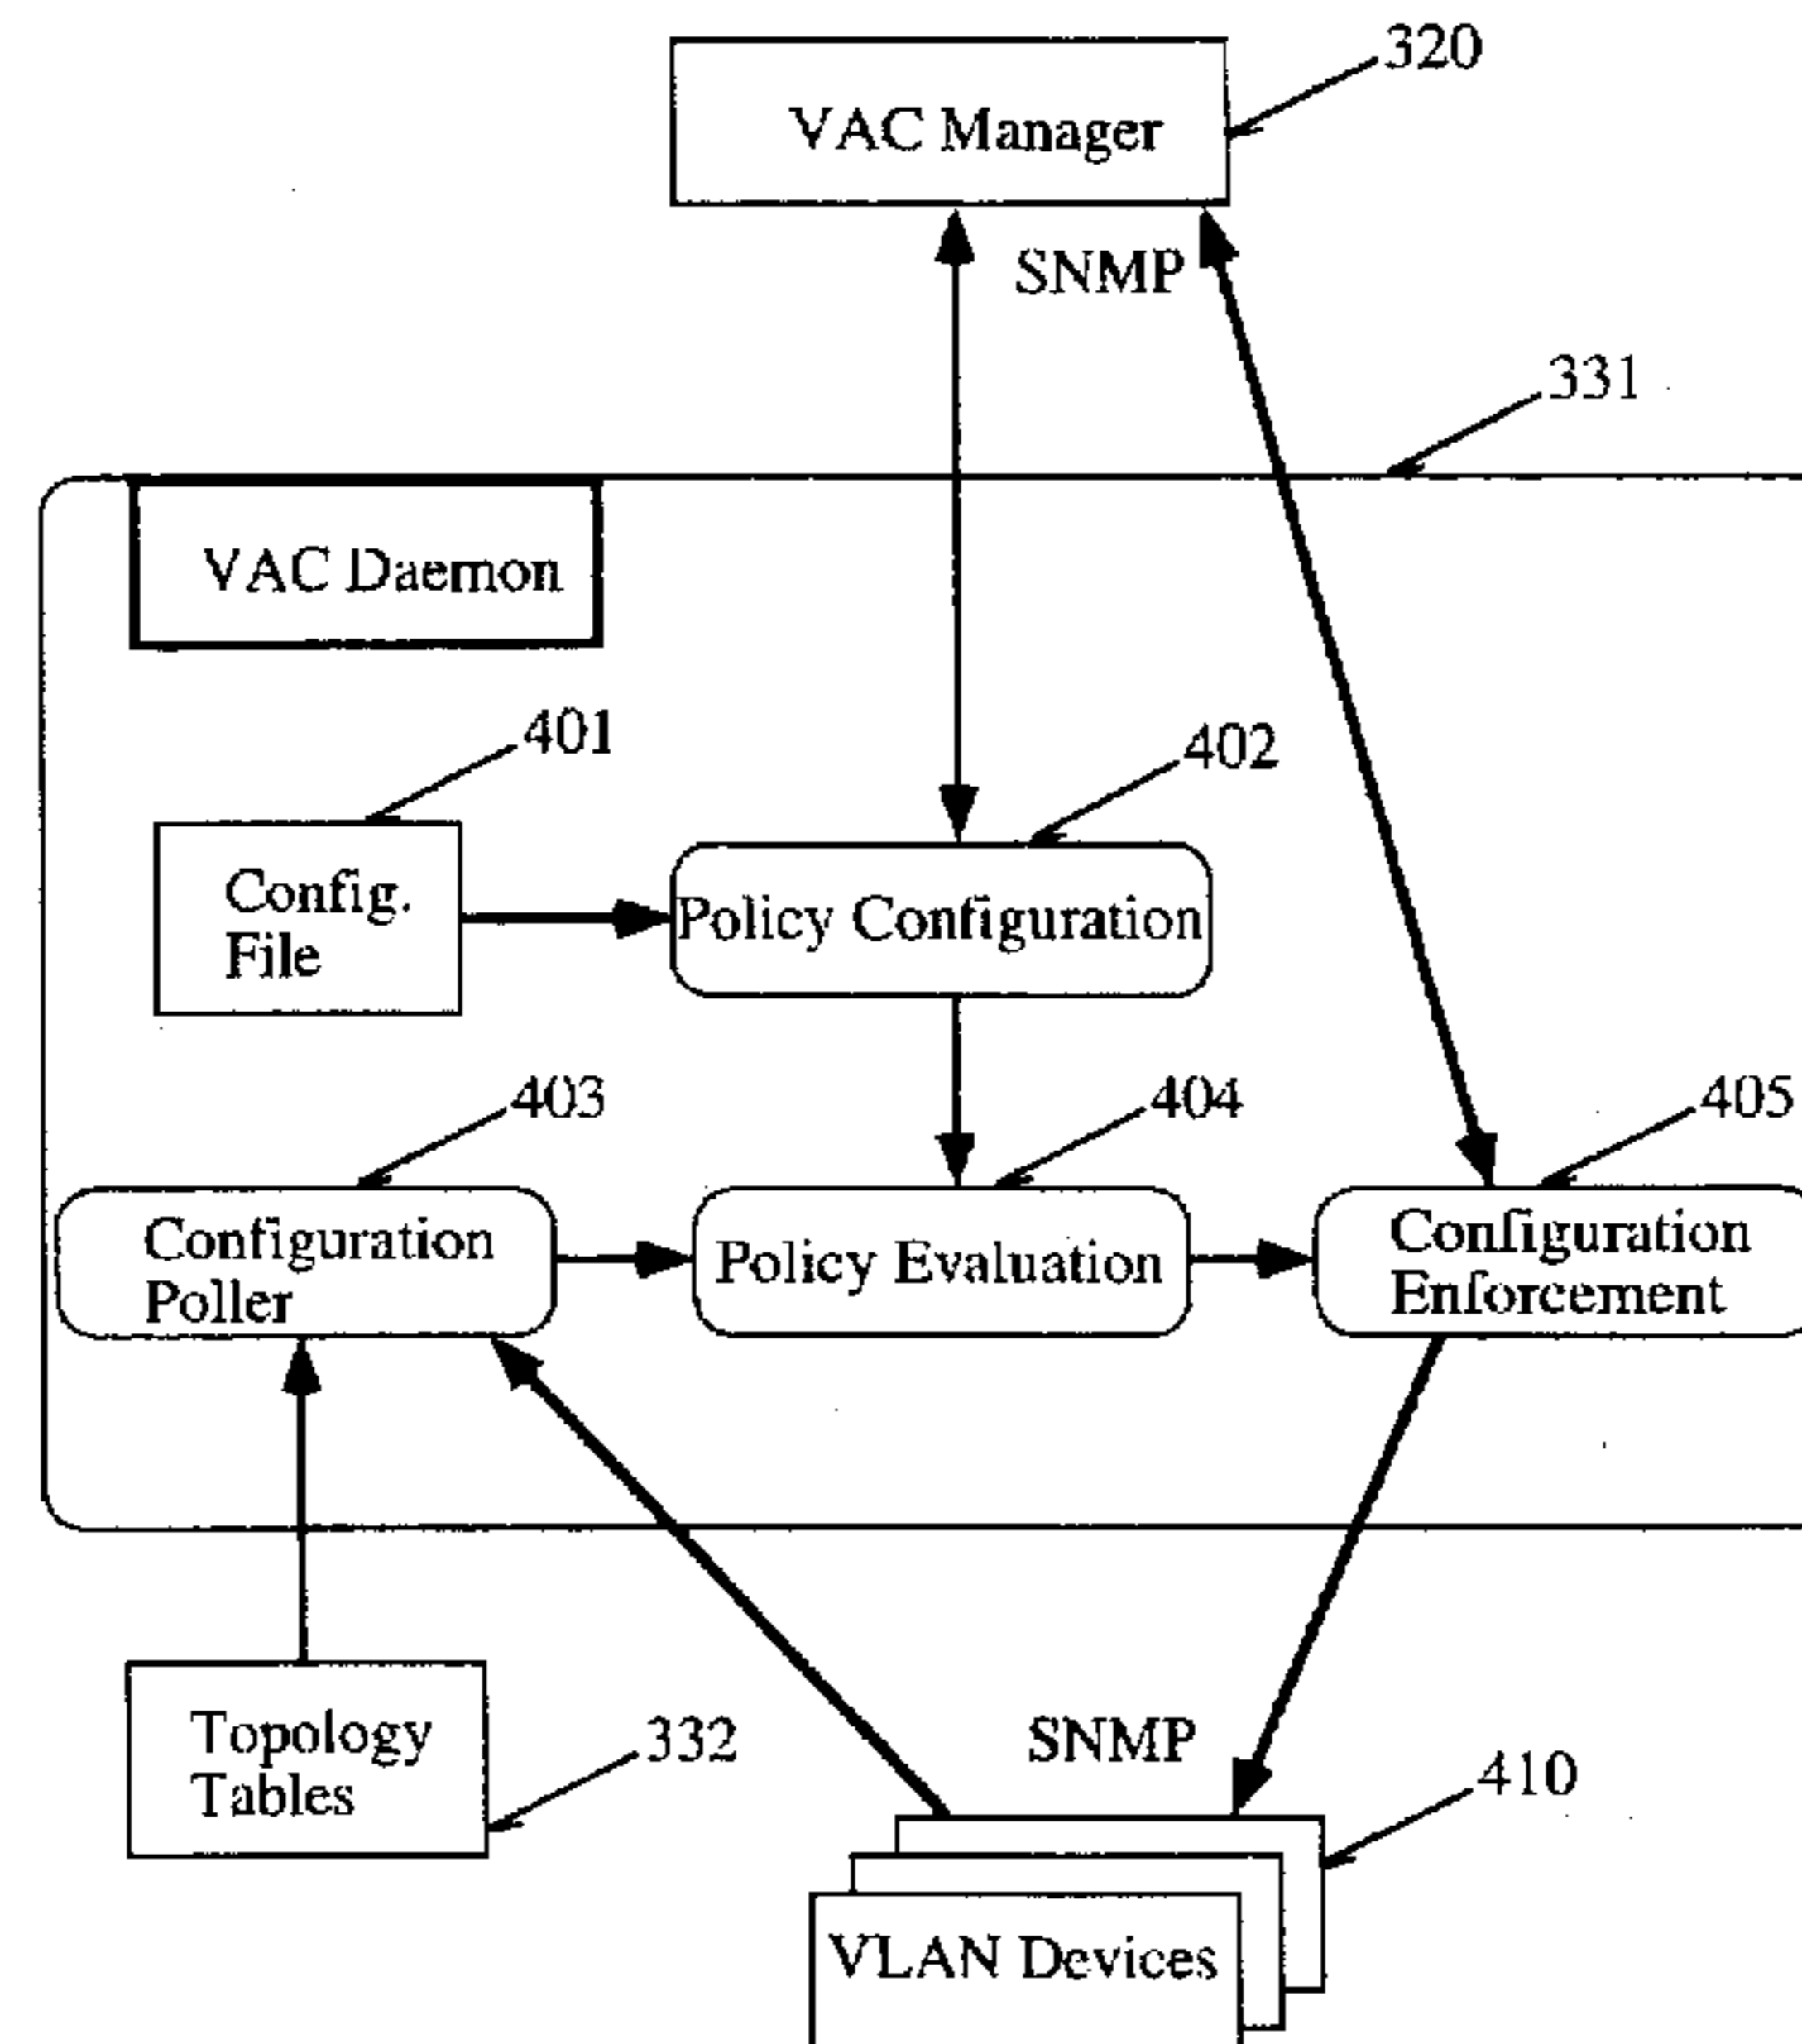 320
VAC Manager
SNMP
331
VAC Daemon
401
402
Config.
File
Policy Configuration
403
404
405
Configuration
Poller
Policy Evaluation
Configuration
Enforcement
Topology
Tables
332
SNMP
410
VLAN Devices